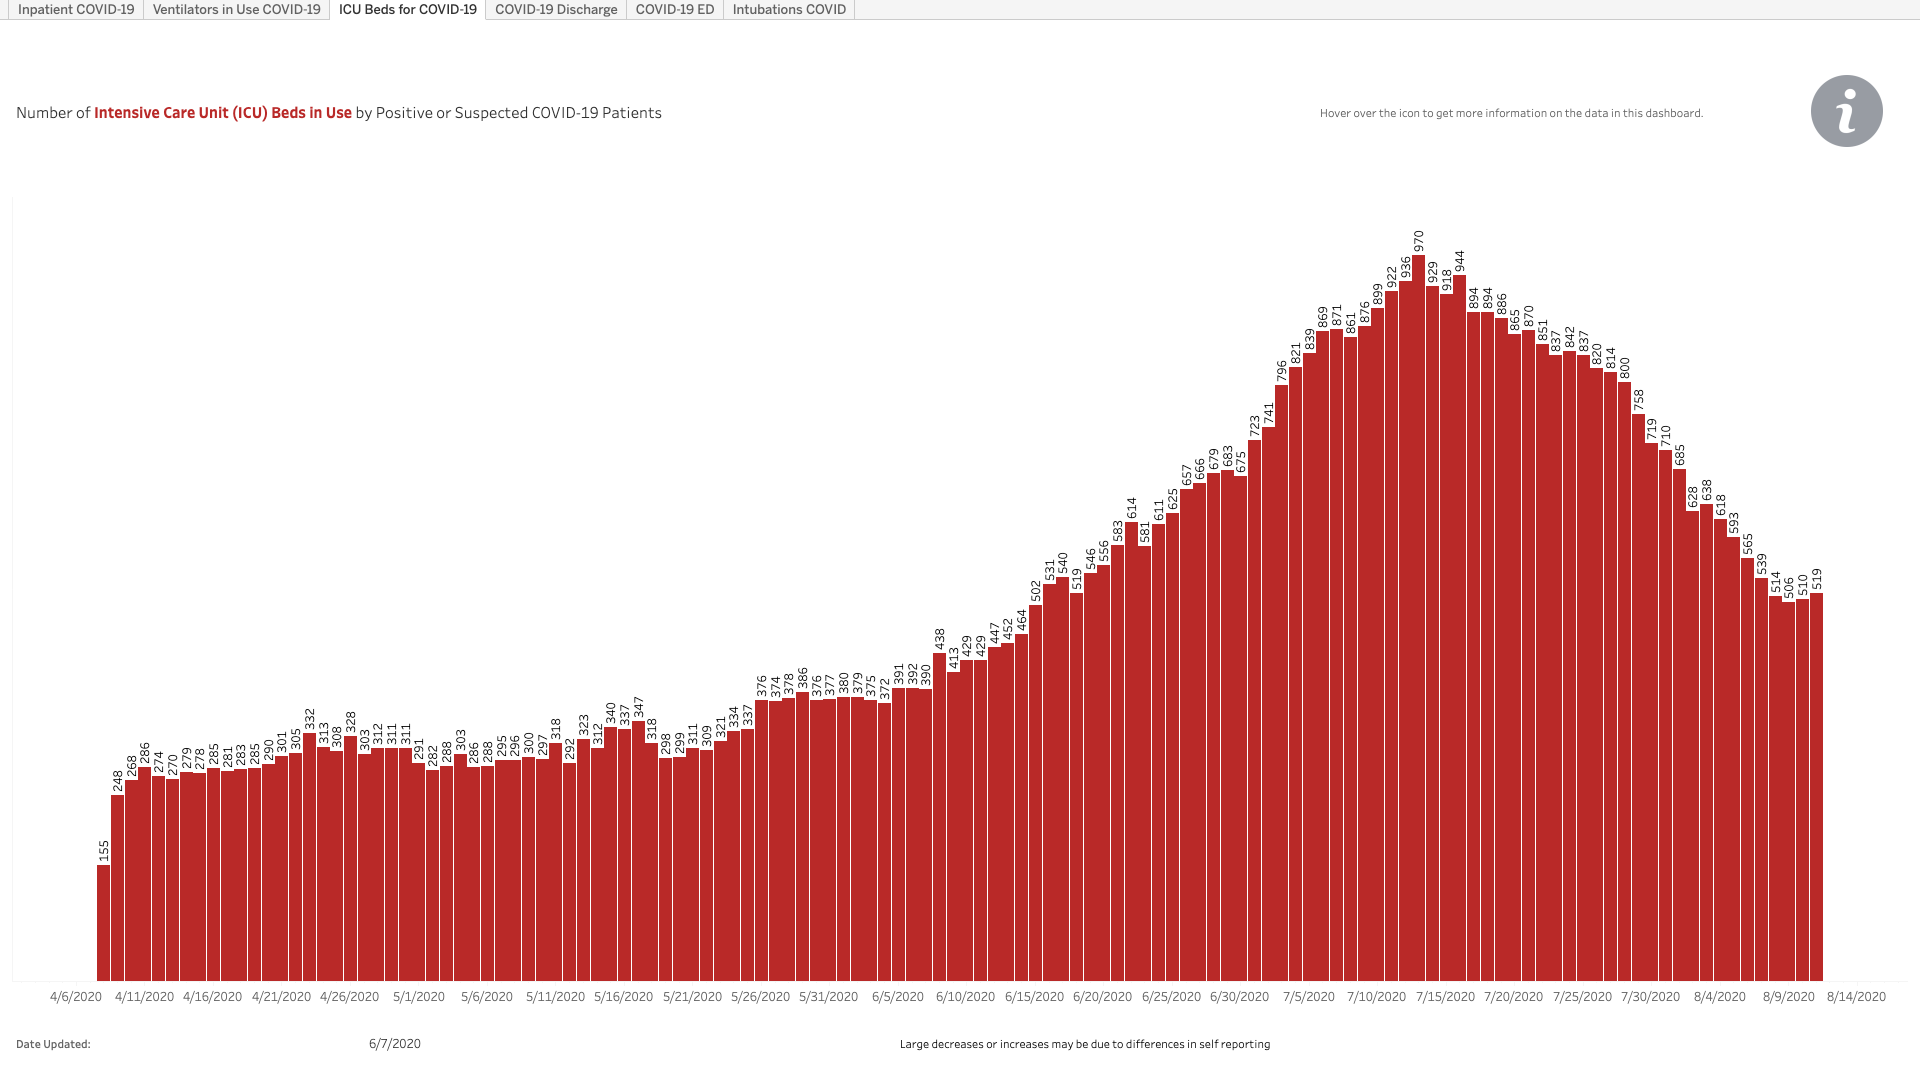 Inpatient COVID-19 Ventilators in Use COVID-19 ICU Beds for COVID-19 COVID-19 Discharge COVID-19 ED Intubations COVID
Number of Intensive Care Unit (ICU) Beds in Use by Positive or Suspected COVID-19 Patients
Hover over the icon to get more information on the data in this dashboard.
i
155 248 268 286 274 270 279 278 285 281 283 285 290 301 305 332 313 308 328 303 312 311 311 291 282 288 303 286 288 295 296 300 297 318 292 323 312 340 337 347 318 298 299 311 309 321 334 337 376 374 378 386 376 377 380 379 375 372 391 392 390 438 413 429 429 447 452 464 502 531 540 519 546 556 583 614 581 611 625 657 666 679 683 675 723 741 796 821 839 869 871 861 876 899 922 936 970 929 918 944 894 894 886 865 870 851 837 842 837 820 814 800 758 719 710 685 628 638 618 593 565 539 514 506 510 519
4/6/2020 4/11/2020 4/16/2020 4/21/2020 4/26/2020 5/1/2020 5/6/2020 5/11/2020 5/16/2020 5/21/2020 5/26/2020 5/31/2020 6/5/2020 6/10/2020 6/15/2020 6/20/2020 6/25/2020 6/30/2020 7/5/2020 7/10/2020 7/15/2020 7/20/2020 7/25/2020 7/30/2020 8/4/2020 8/9/2020 8/14/2020
Date Updated: 6/7/2020 Large decreases or increases may be due to differences in self reporting